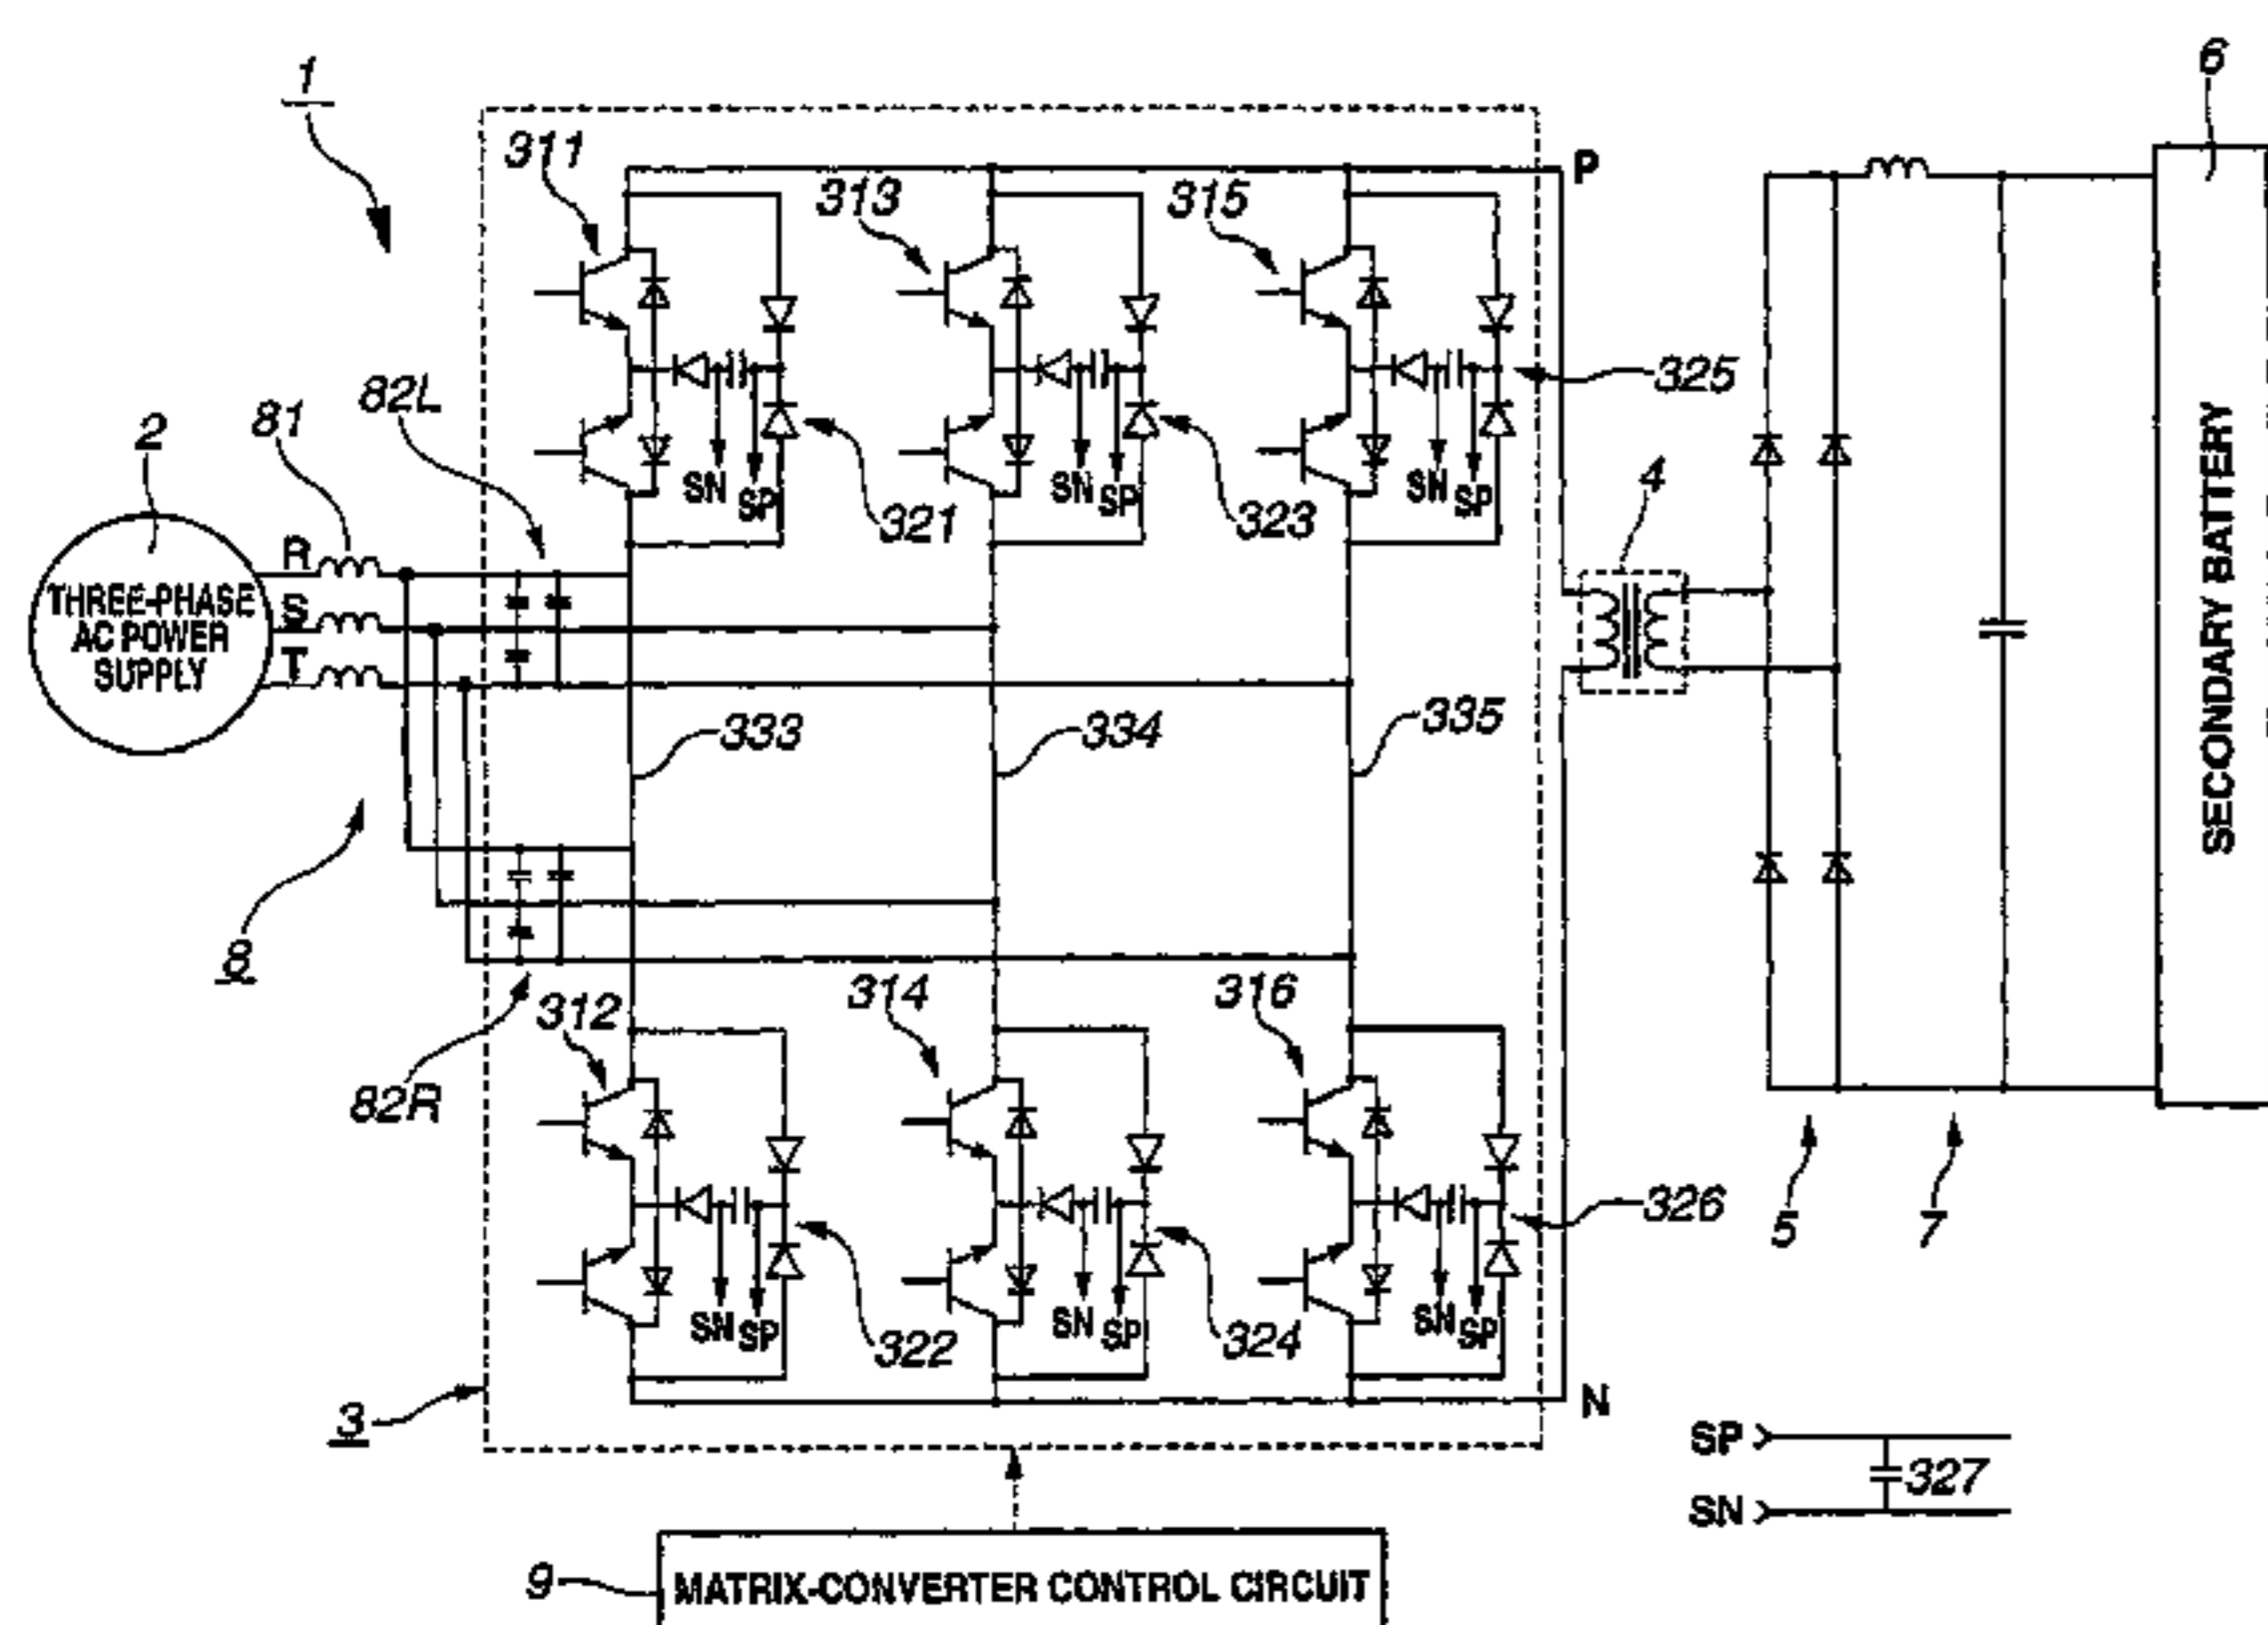 1
6
311
P
313
315
325
82L
2
81
4
SN
SP
321
SN
SP
323
SN
SP
R
S
T
THREE-PHASE
AC POWER
SUPPLY
SECONDARY BATTERY
333
334
335
8
312
314
316
82R
5
7
326
SN
SP
322
SN
SP
324
SN
SP
3
N
SP
327
SN
9
MATRIX-CONVERTER CONTROL CIRCUIT